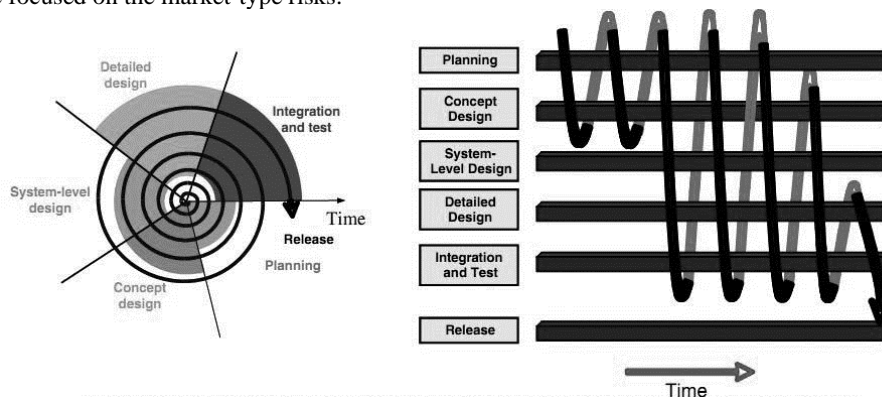 focused on the market-type risks.
Detailed
design
Integration
and test
System-level
design
Time
Release
Planning
Concept
design
Planning
Concept
Design
System-
Level Design
Detailed
Design
Integration
and Test
Release
Time